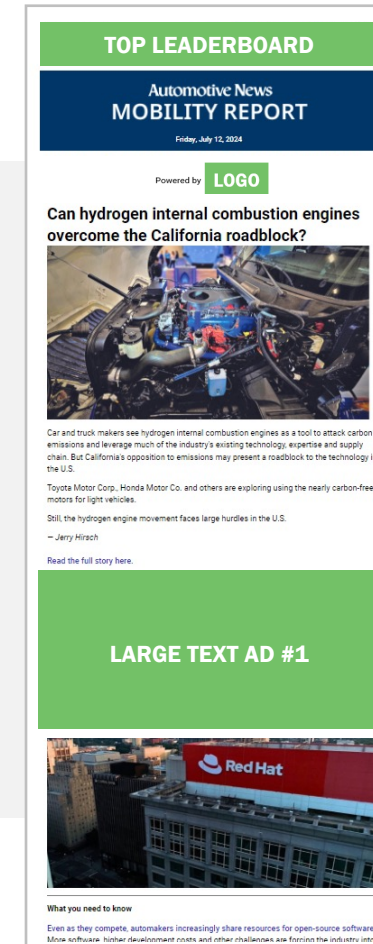 TOP LEADERBOARD
Automotive News
MOBILITY REPORT
Friday, July 12, 2024
Powered by LOGO
Can hydrogen internal combustion engines
overcome the California roadblock?
Car and truck makers see hydrogen internal combustion engines as a tool to attack carbon
emissions and leverage much of the industry's existing technology, expertise and supply
chain. But California's opposition to emissions may present a roadblock to the technology i
the U.S.
Toyota Motor Corp., Honda Motor Co. and others are exploring using the nearly carbon-free
motors for light vehicles.
Still, the hydrogen engine movement faces large hurdles in the U.S.
— Jerry Hirsch
Read the full story here.
LARGE TEXT AD #1
Red Hat
What you need to know
Even as they compete, automakers increasingly share resources for open-source software
More software, higher development costs and other challenges are forcing the industry into